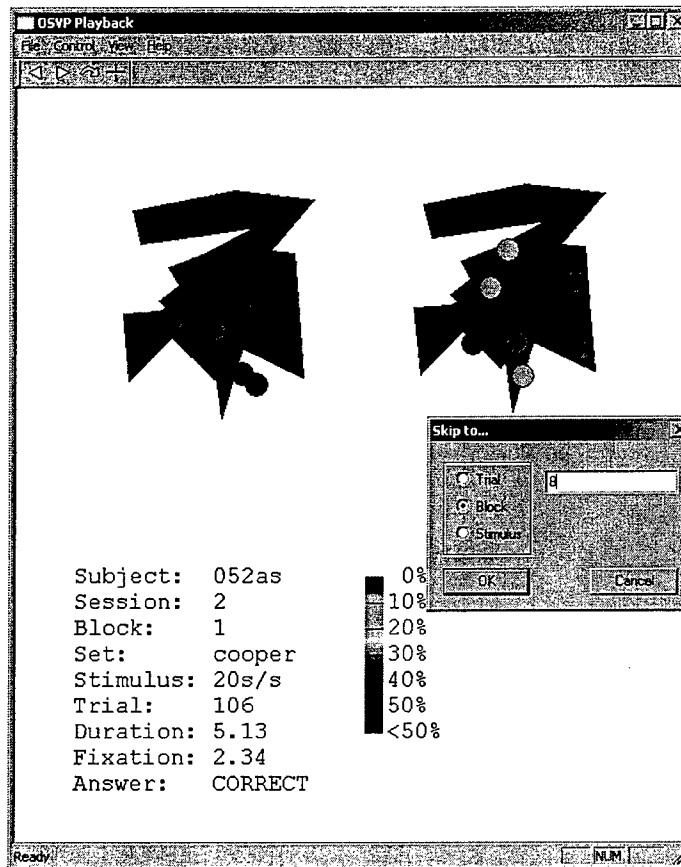 OSVP Playback
File Control View Help
Skip to...
Trial
8
Block
Stimulus
OK Cancel
Subject: 052as
Session: 2
Block: 1
Set: cooper
Stimulus: 20s/s
Trial: 106
Duration: 5.13
Fixation: 2.34
Answer: CORRECT
0%
10%
20%
30%
40%
50%
<50%
Ready
NUM